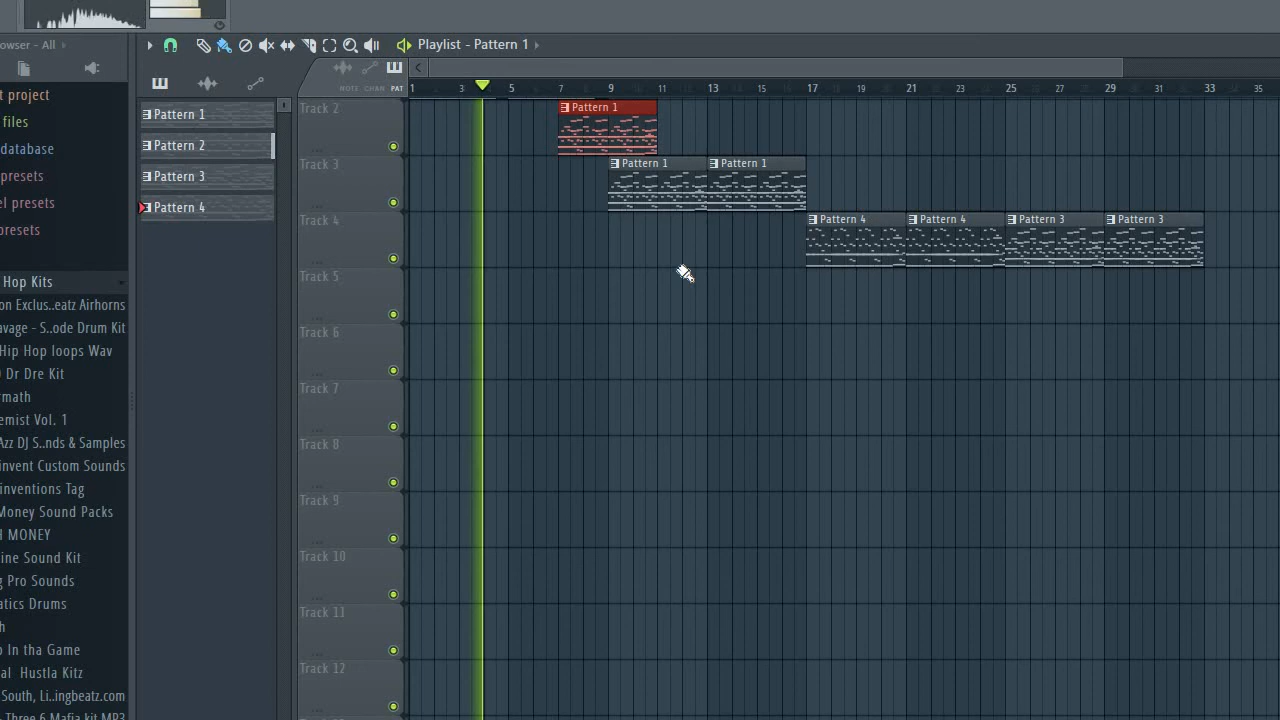 owser - All
Playlist - Pattern 1
t project
files
database
presets
el presets
presets
Hop Kits
on Exclus..eatz Airhorns
avage - S..ode Drum Kit
Hip Hop loops Wav
Dr Dre Kit
rmath
emist Vol. 1
Azz DJ S..nds & Samples
invent Custom Sounds
inventions Tag
Money Sound Packs
H MONEY
ine Sound Kit
g Pro Sounds
atics Drums
h
o In tha Game
al Hustla Kitz
South, Li..ingbeatz.com
Three 6 Mafia kit MP3
Pattern 1
Pattern 2
Pattern 3
Pattern 4
NOTE CHAN PAT
1 3 5 7 9 11 13 15 17 19 21 23 25 27 29 31 33 35
Track 2
Pattern 1
Track 3
Pattern 1 Pattern 1
Track 4
Pattern 4 Pattern 4 Pattern 3 Pattern 3
Track 5
Track 6
Track 7
Track 8
Track 9
Track 10
Track 11
Track 12